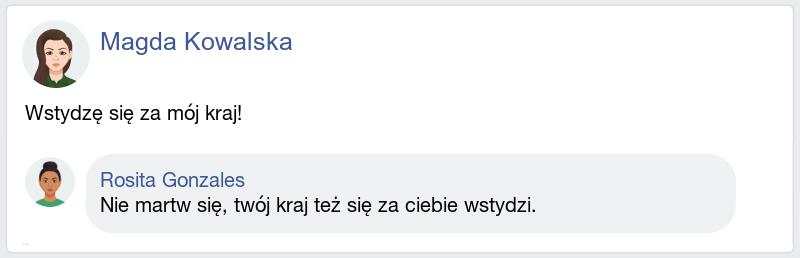 Magda Kowalska
Wstydzę się za mój kraj!
Rosita Gonzales
Nie martw się, twój kraj też się za ciebie wstydzi.